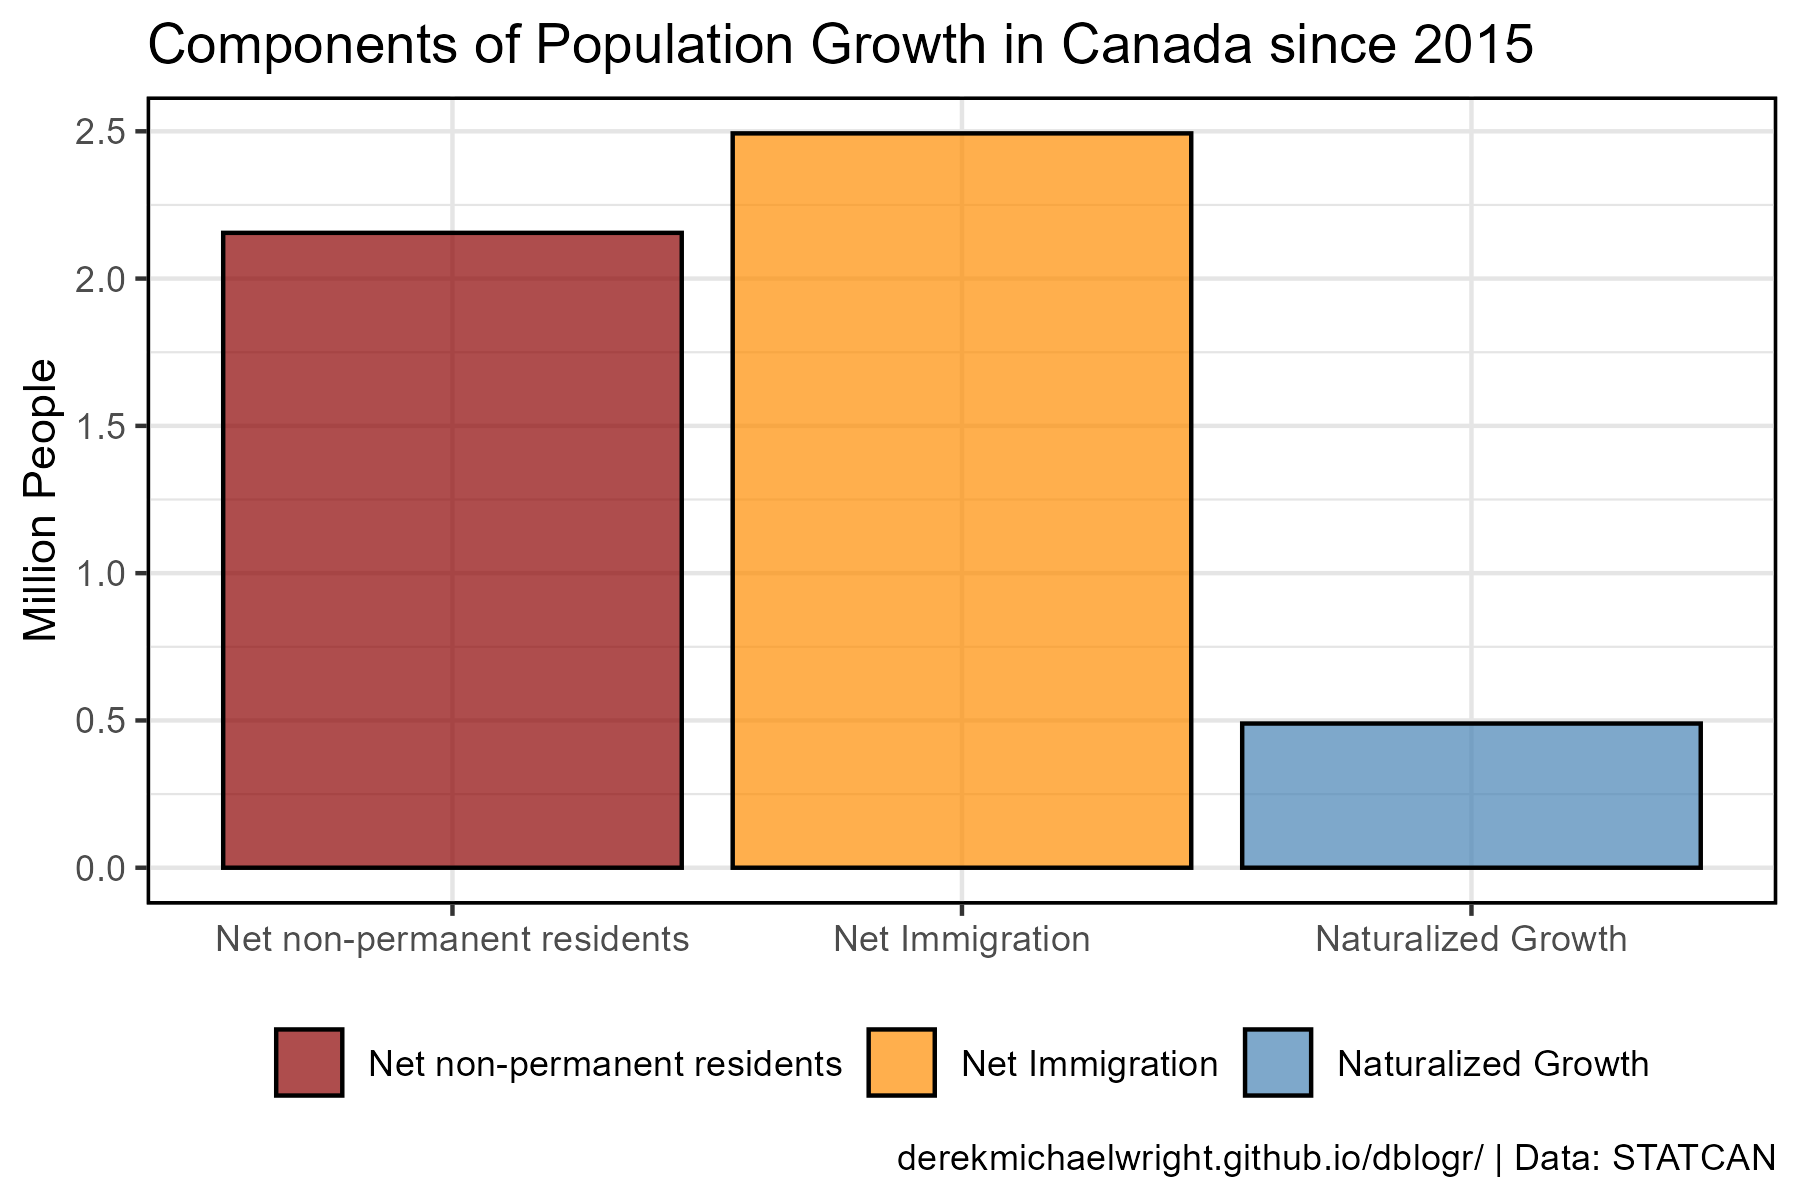 Components of Population Growth in Canada since 2015
Million People
2.5
2.0
1.5
1.0
0.5
0.0
Net non-permanent residents Net Immigration Naturalized Growth
Net non-permanent residents Net Immigration Naturalized Growth
derekmichaelwright.github.io/dblogr/ | Data: STATCAN